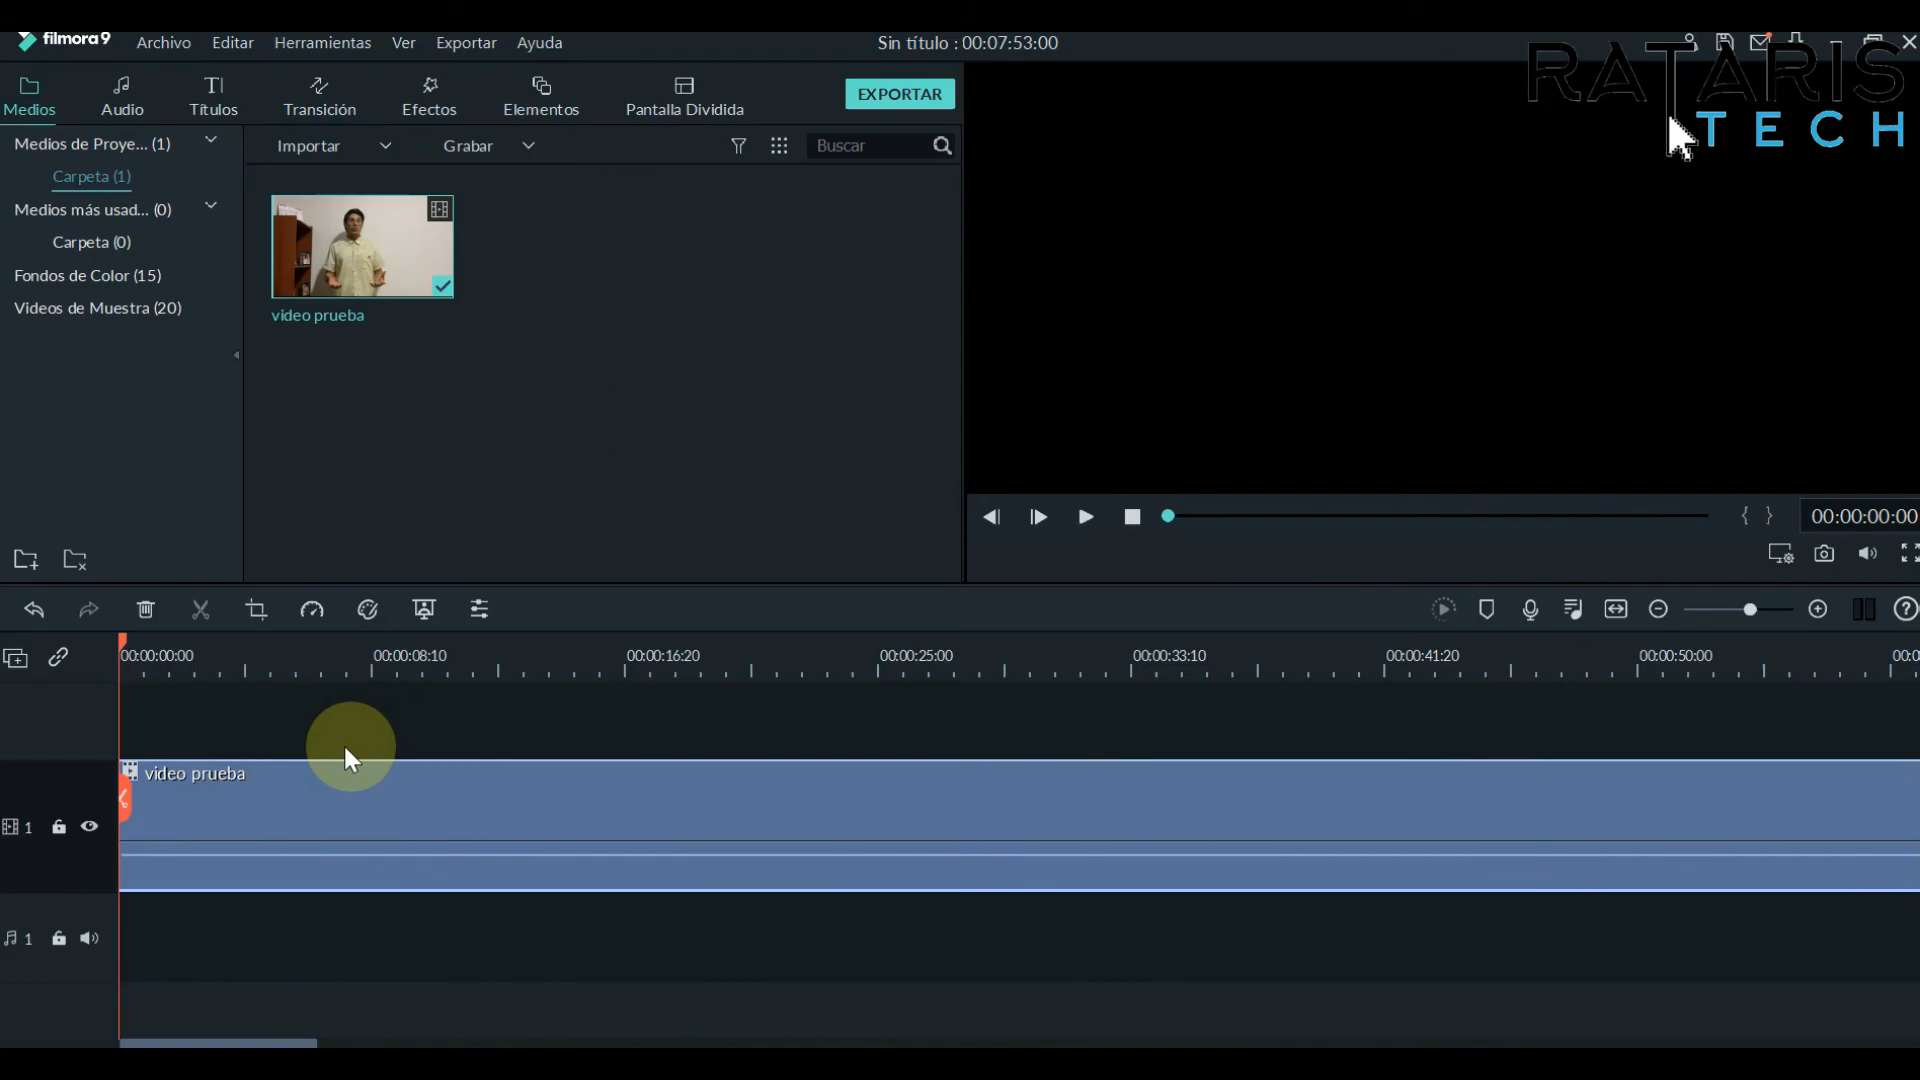 filmora9 Archivo Editar Herramientas Ver Exportar Ayuda Sin título : 00:07:53:00
RATARIS
TECH
Medios Audio Títulos Transición Efectos Elementos Pantalla Dividida EXPORTAR
Medios de Proye... (1) Importar Grabar Buscar
Carpeta (1)
Medios más usad... (0)
Carpeta (0)
Fondos de Color (15)
Videos de Muestra (20)
video prueba
00:00:00:00
00:00:00:00 00:00:08:10 00:00:16:20 00:00:25:00 00:00:33:10 00:00:41:20 00:00:50:00 00:0
video prueba
1
1